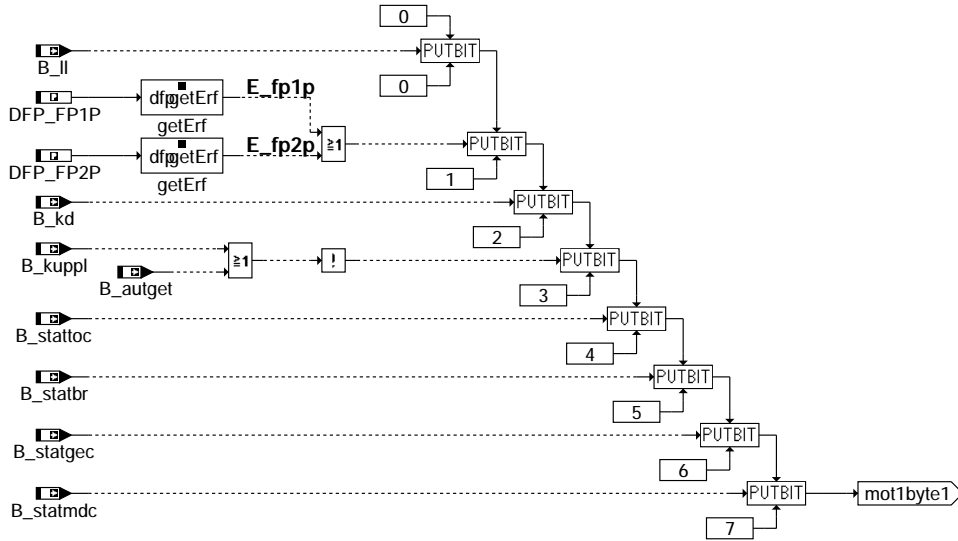 0
PUTBIT
B_ll
0
E_fp1p
dfpgetErf
DFP_FP1P
getErf
E_fp2p
≥1
PUTBIT
dfpgetErf
DFP_FP2P
getErf
1
PUTBIT
B_kd
2
B_kuppl
≥1
!
PUTBIT
B_autget
3
B_stattoc
PUTBIT
4
B_statbr
PUTBIT
5
B_statgec
PUTBIT
6
B_statmdc
PUTBIT
mot1byte1
7